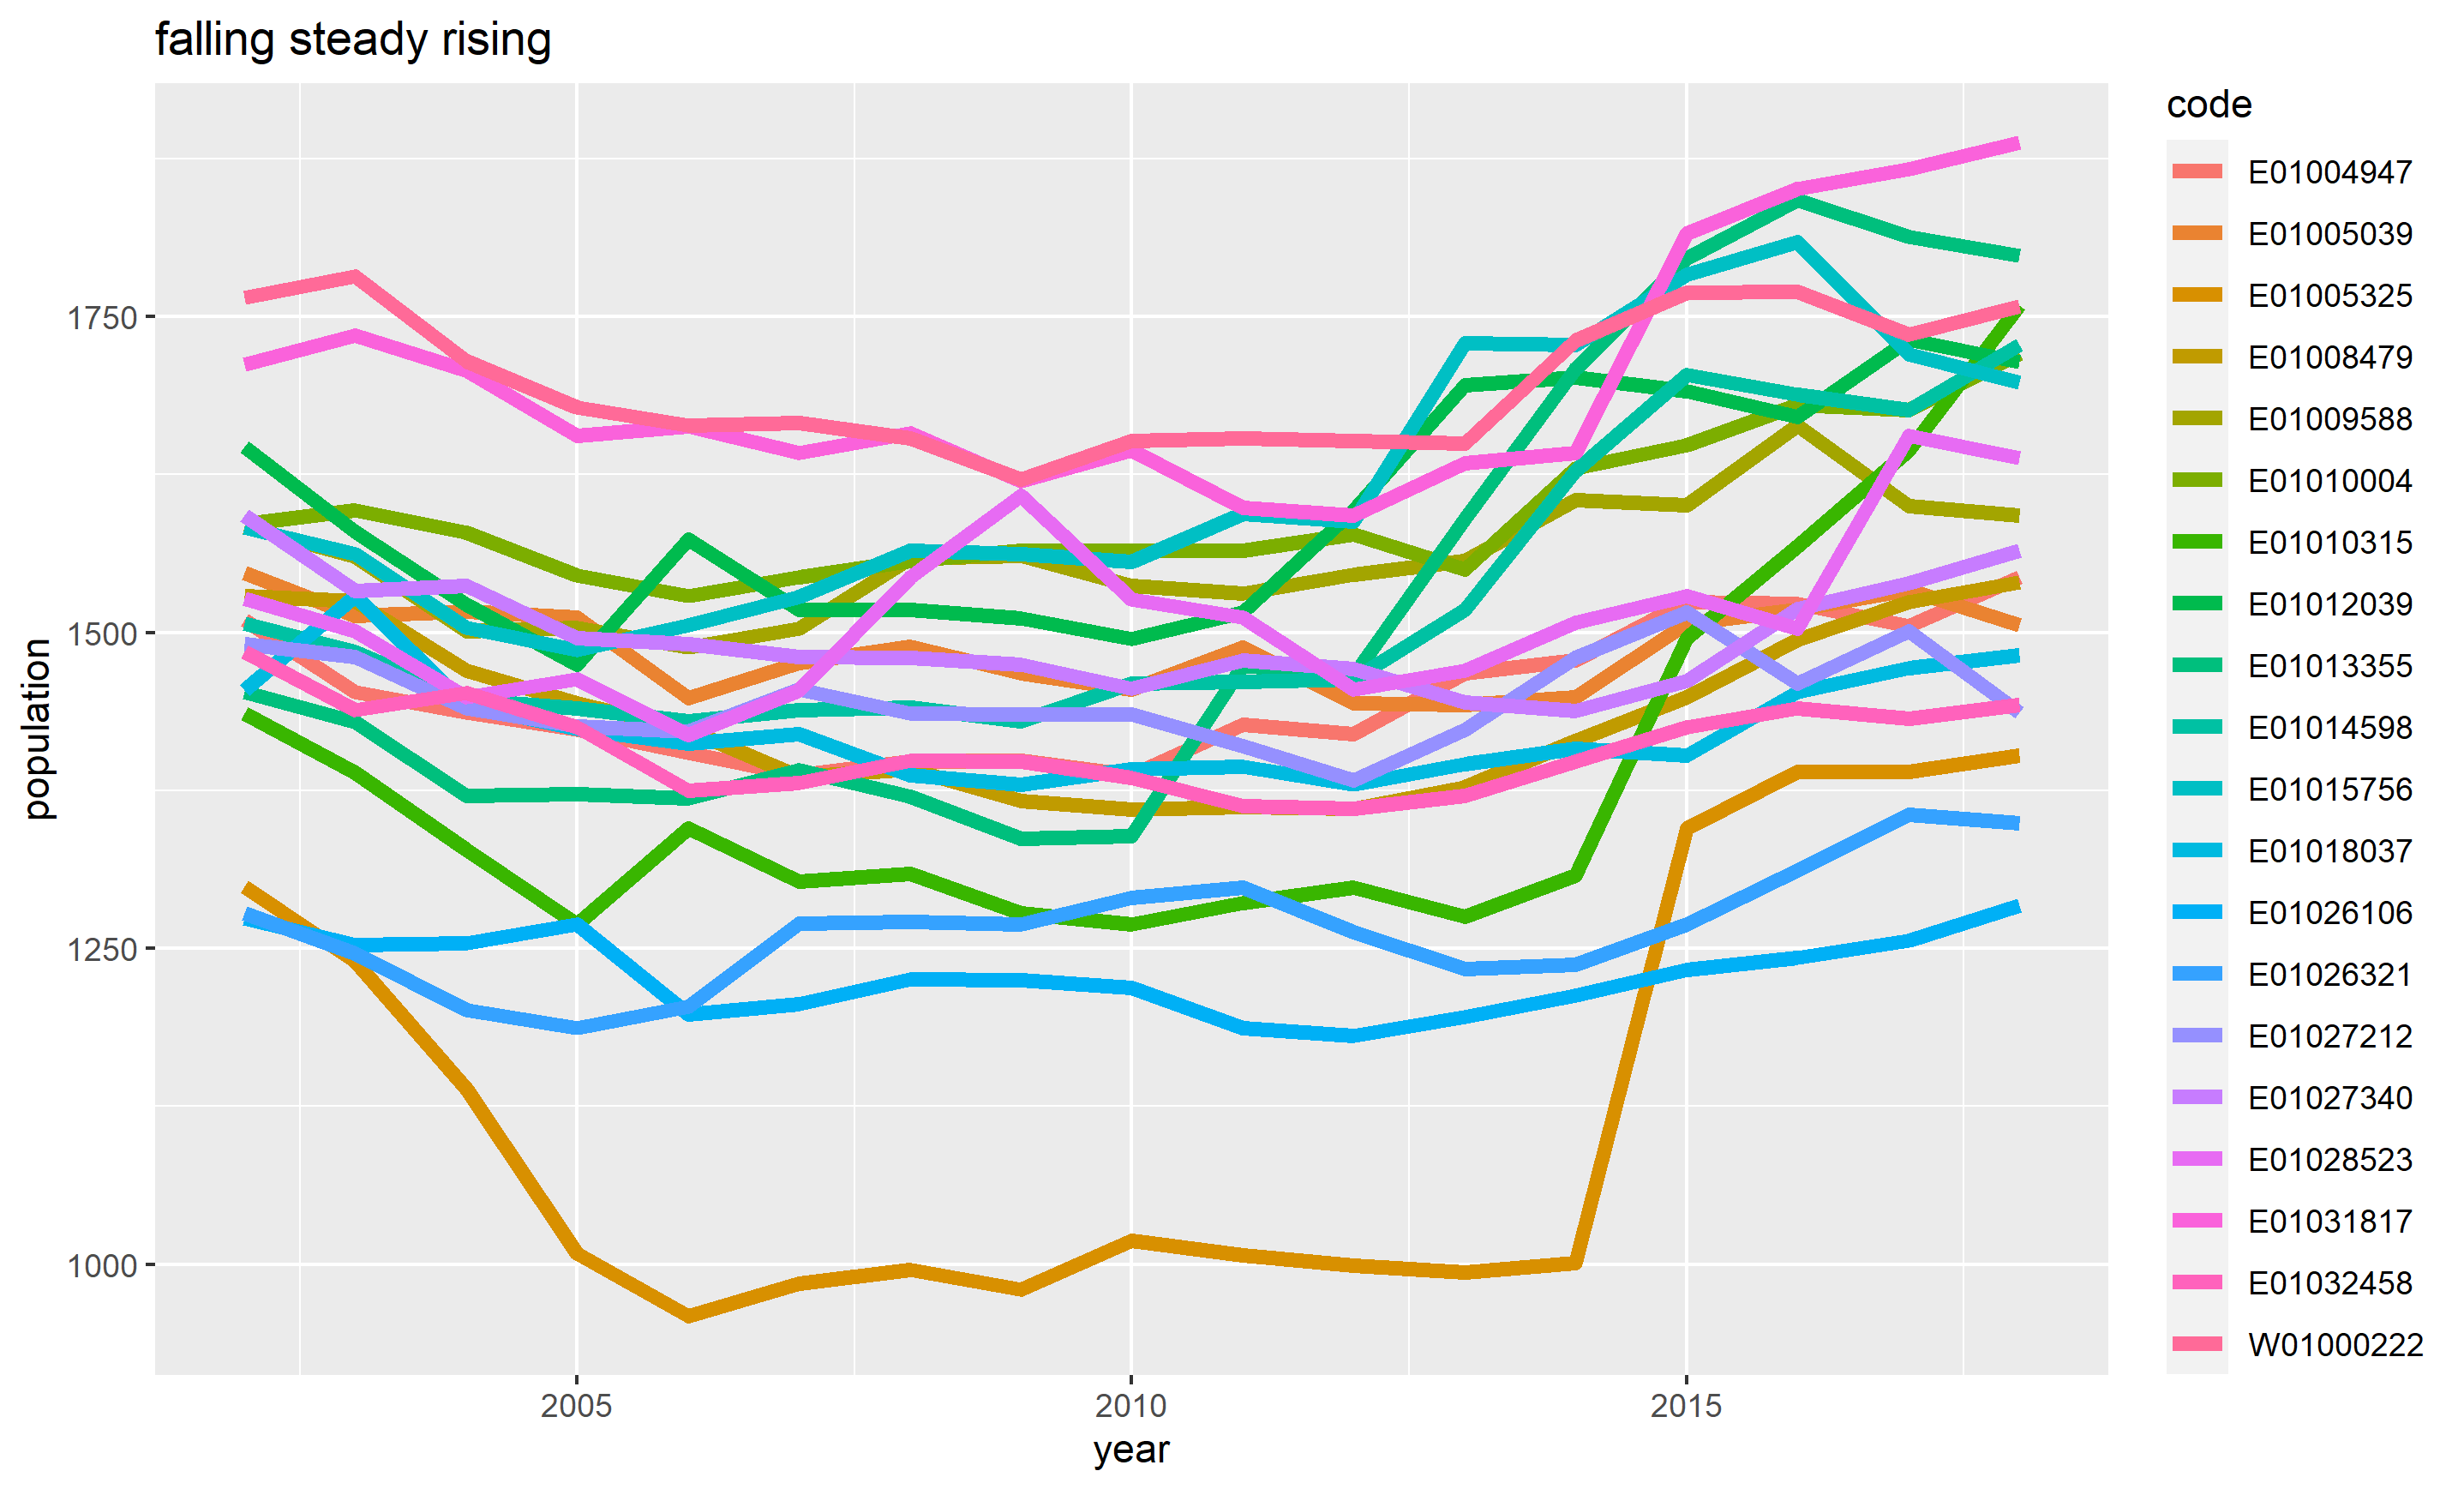 falling steady rising
population
1750
1500
1250
1000
2005
2010
2015
year
code
E01004947
E01005039
E01005325
E01008479
E01009588
E01010004
E01010315
E01012039
E01013355
E01014598
E01015756
E01018037
E01026106
E01026321
E01027212
E01027340
E01028523
E01031817
E01032458
W01000222